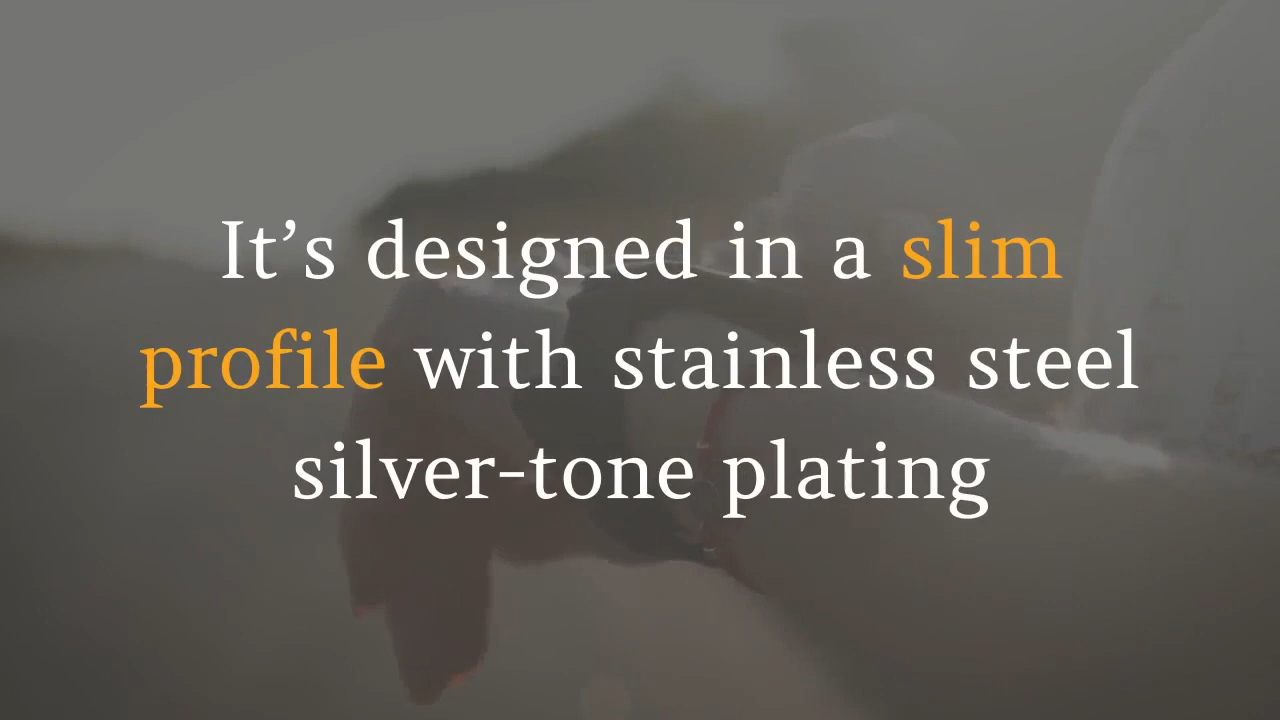 It’s designed in a slim
profile with stainless steel
silver-tone plating